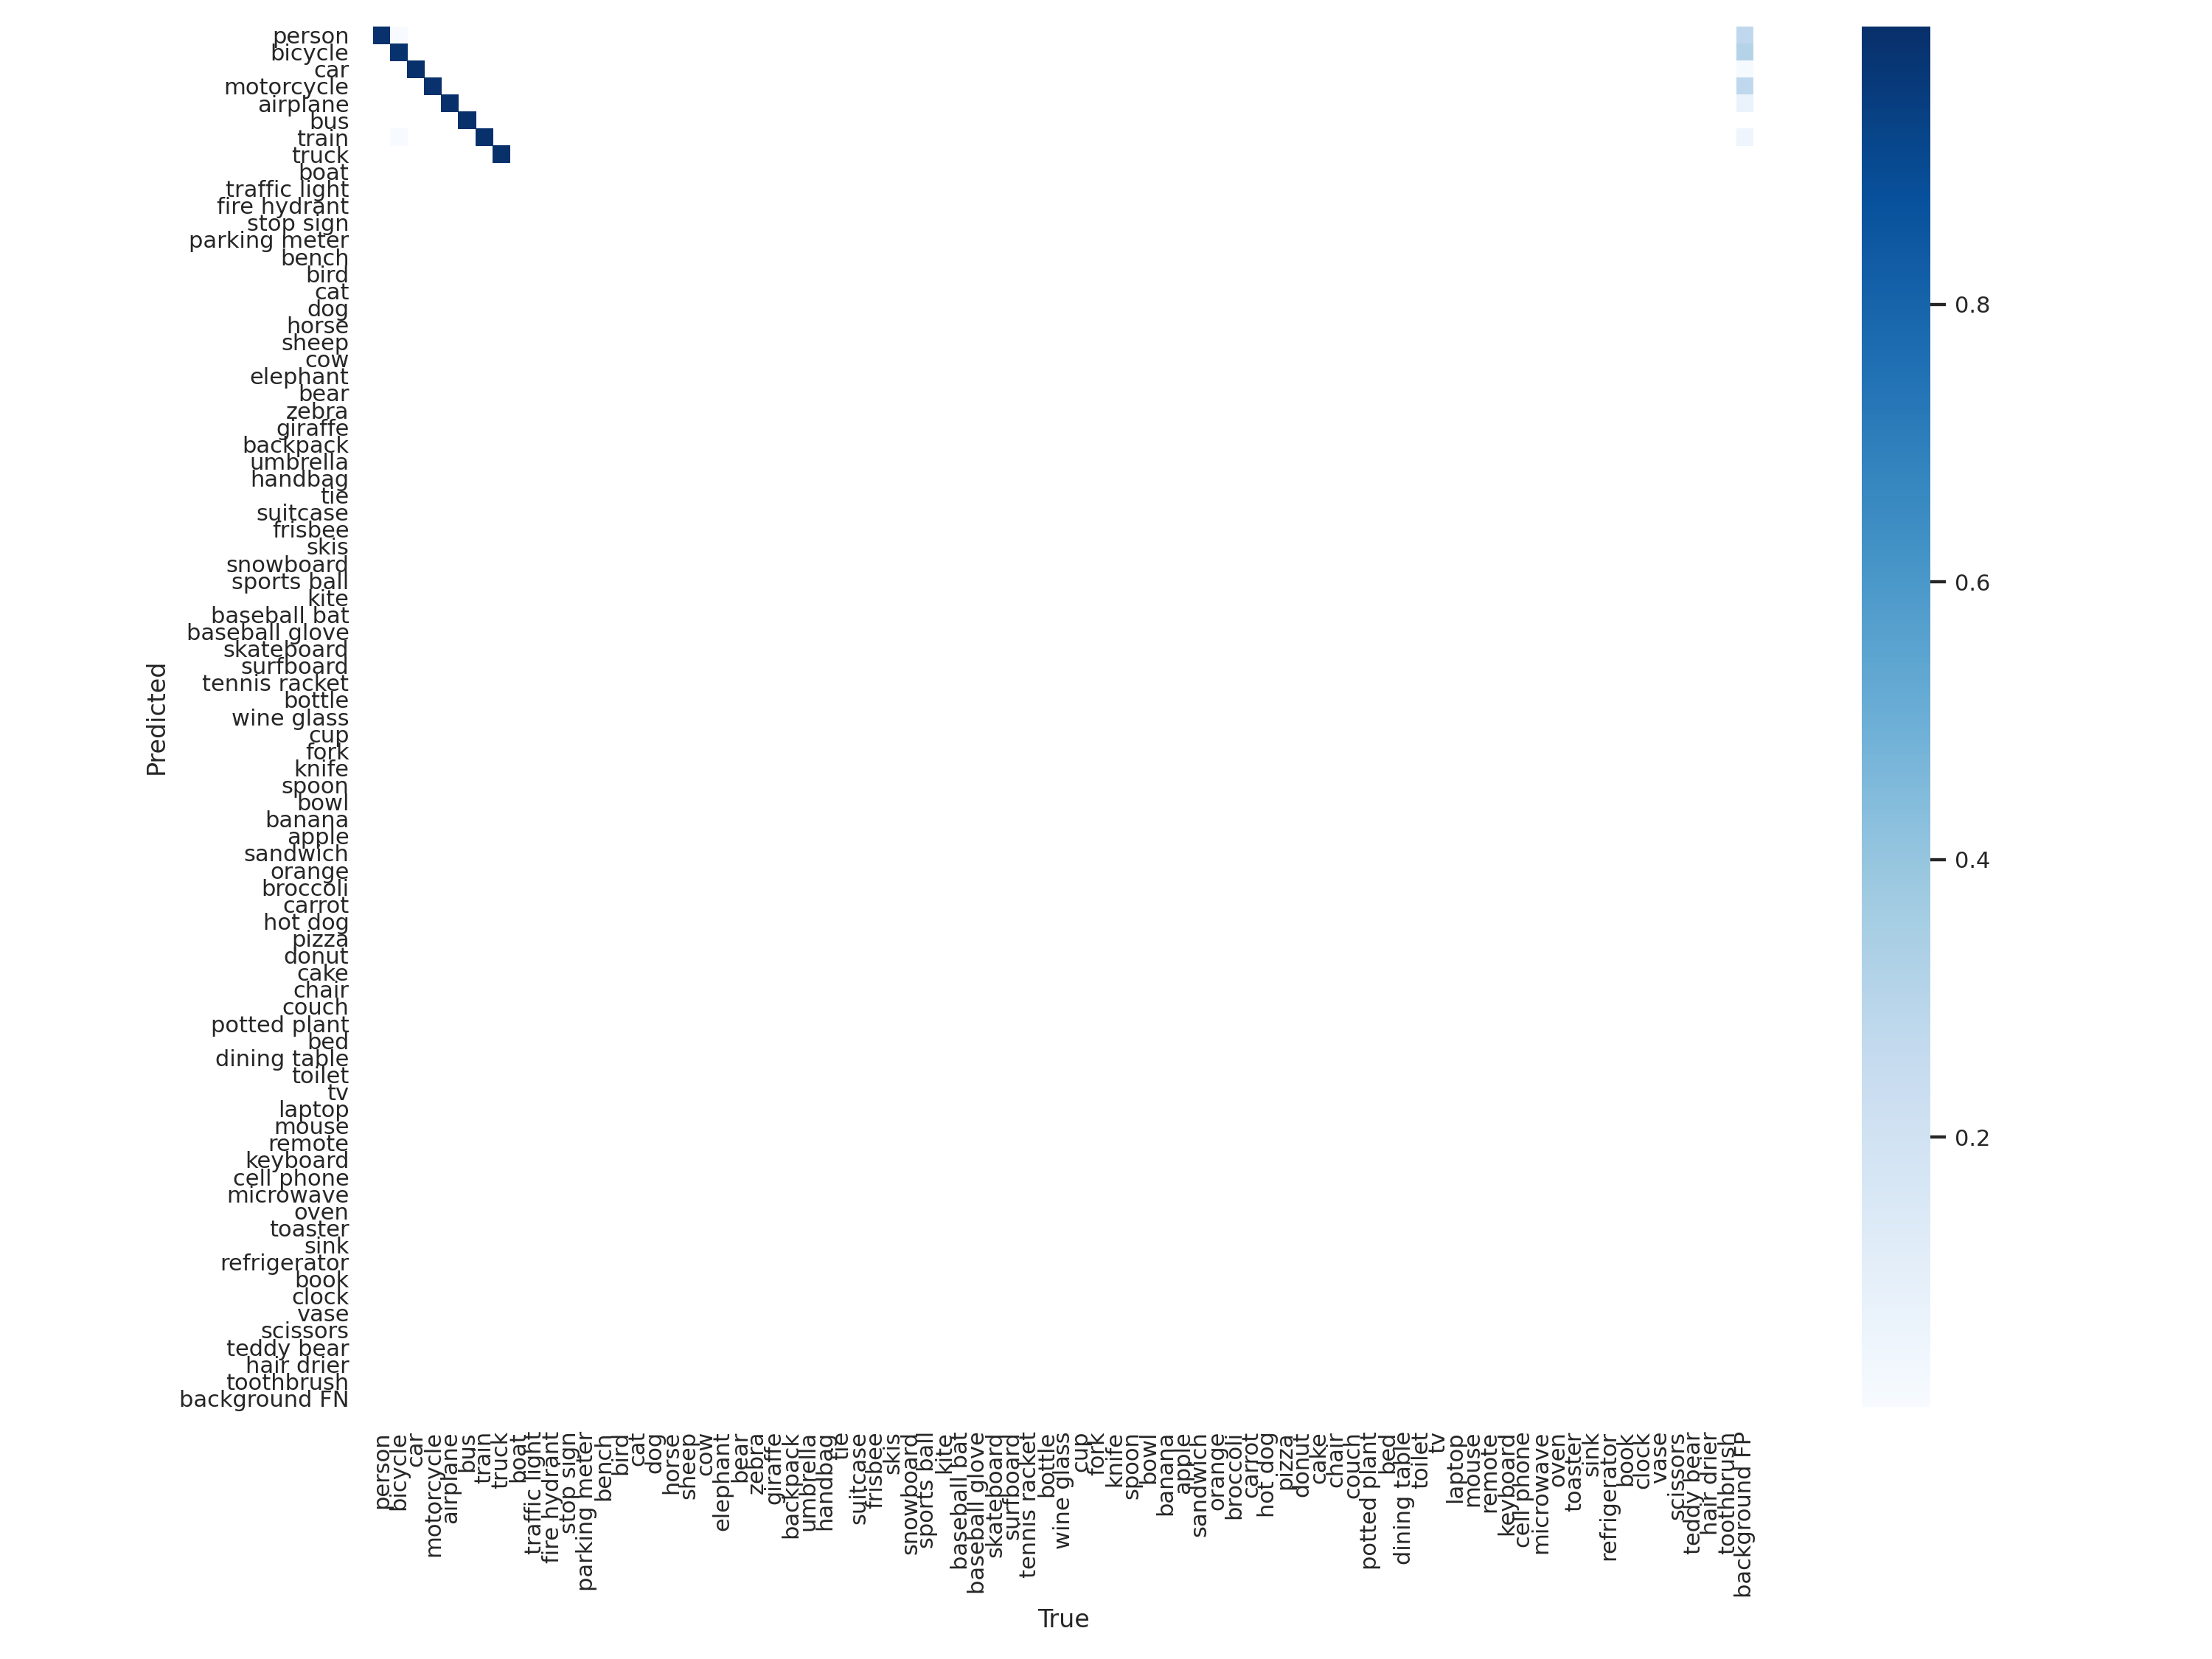 person
bicycle
car
motorcycle
airplane
bus
train
truck
boat
traffic light
fire hydrant
stop sign
parking meter
bench
bird
cat
dog
horse
sheep
cow
elephant
bear
zebra
giraffe
backpack
umbrella
handbag
tie
suitcase
frisbee
skis
snowboard
sports ball
kite
baseball bat
baseball glove
skateboard
surfboard
tennis racket
bottle
wine glass
cup
fork
knife
spoon
bowl
banana
apple
sandwich
orange
broccoli
carrot
hot dog
pizza
donut
cake
chair
couch
potted plant
bed
dining table
toilet
tv
laptop
mouse
remote
keyboard
cell phone
microwave
oven
toaster
sink
refrigerator
book
clock
vase
scissors
teddy bear
hair drier
toothbrush
background FN
Predicted
person
bicycle
car
motorcycle
airplane
bus
train
truck
boat
traffic light
fire hydrant
stop sign
parking meter
bench
bird
cat
dog
horse
sheep
cow
elephant
bear
zebra
giraffe
backpack
umbrella
handbag
tie
suitcase
frisbee
skis
snowboard
sports ball
kite
baseball bat
baseball glove
skateboard
surfboard
tennis racket
bottle
wine glass
cup
fork
knife
spoon
bowl
banana
apple
sandwich
orange
broccoli
carrot
hot dog
pizza
donut
cake
chair
couch
potted plant
bed
dining table
toilet
tv
laptop
mouse
remote
keyboard
cell phone
microwave
oven
toaster
sink
refrigerator
book
clock
vase
scissors
teddy bear
hair drier
toothbrush
background FP
True
0.8
0.6
0.4
0.2